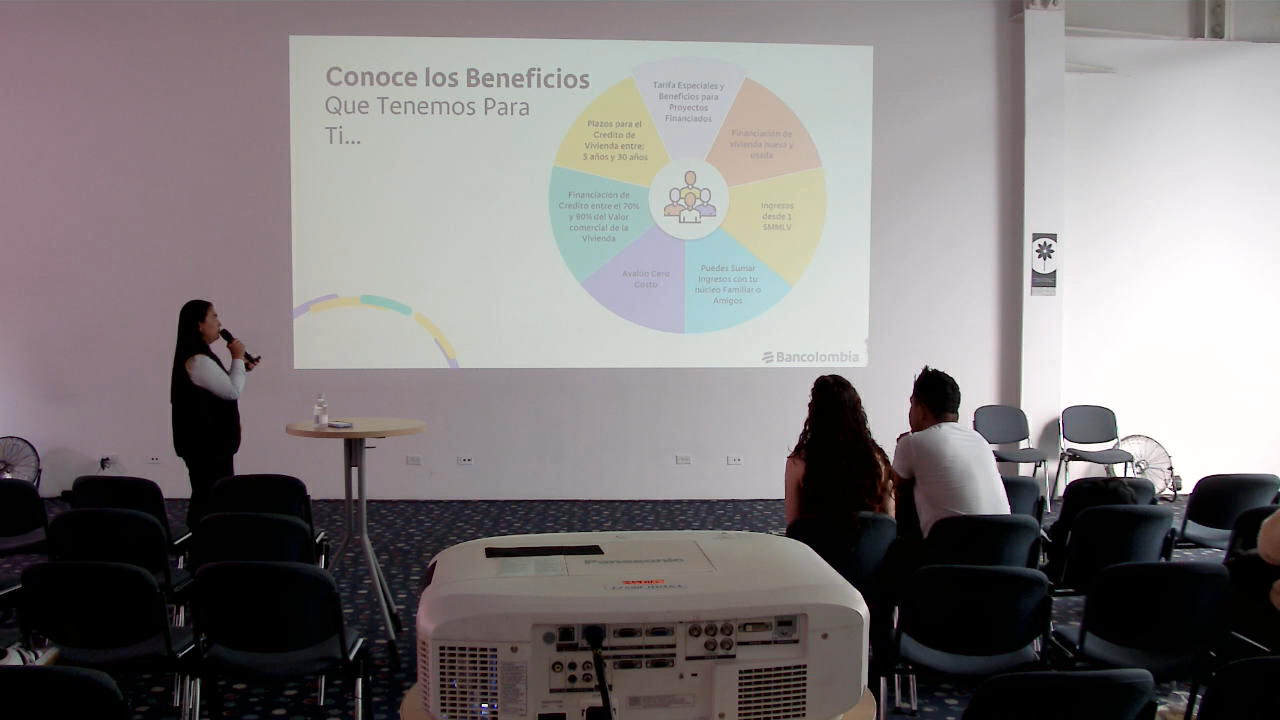 Conoce los Beneficios
Que Tenemos Para
Ti...
Tarifa Especiales y
Beneficios para
Proyectos
Financiados
Financiación de
vivienda nueva y
usada
Ingresos
desde 1
SMMLV
Puedes Sumar
Ingresos con tu
núcleo Familiar o
Amigos
Avalúo Cero
Costo
Financiación de
Credito entre el 70%
y 90% del Valor
comercial de la
Vivienda
Plazos para el
Credito de
Vivienda entre:
5 años y 30 años
Bancolombia
Panasonic